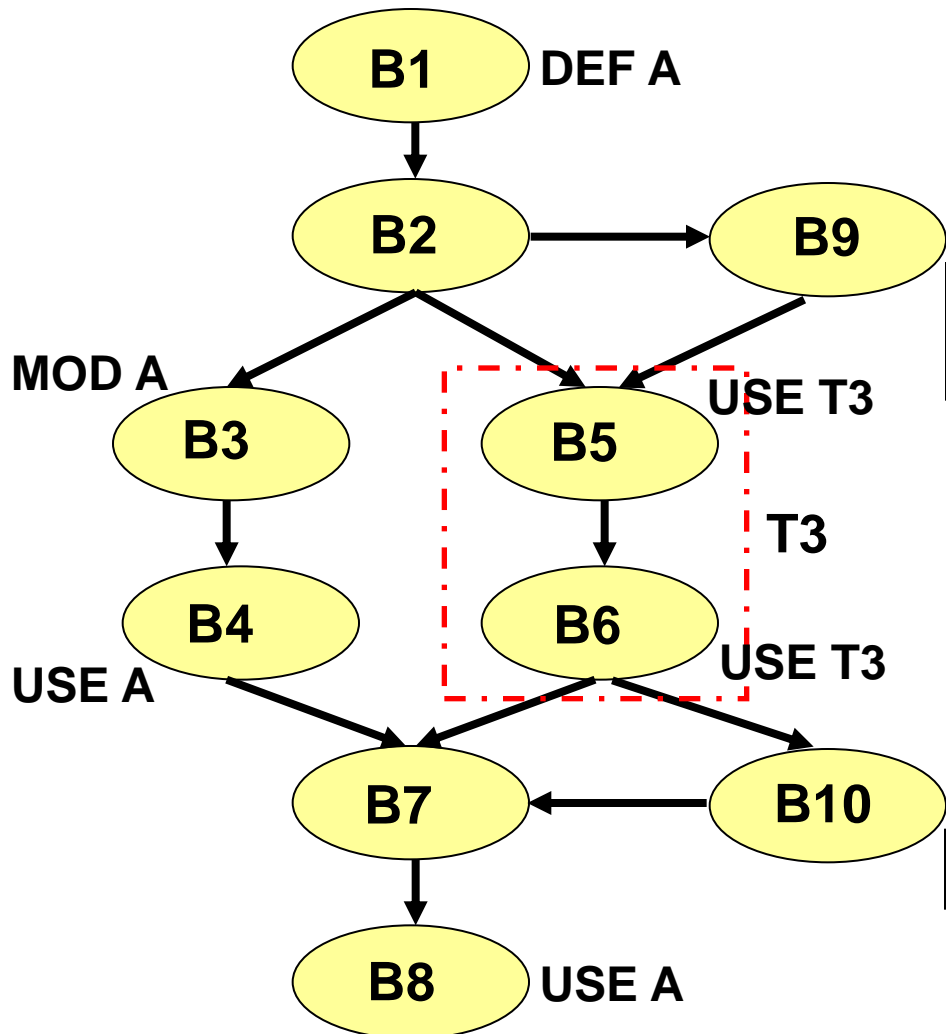 B1
DEF A
B2
B9
MOD A
USE T3
B3
B5
T3
B4
B6
USE A
USE T3
B7
B10
B8
USE A